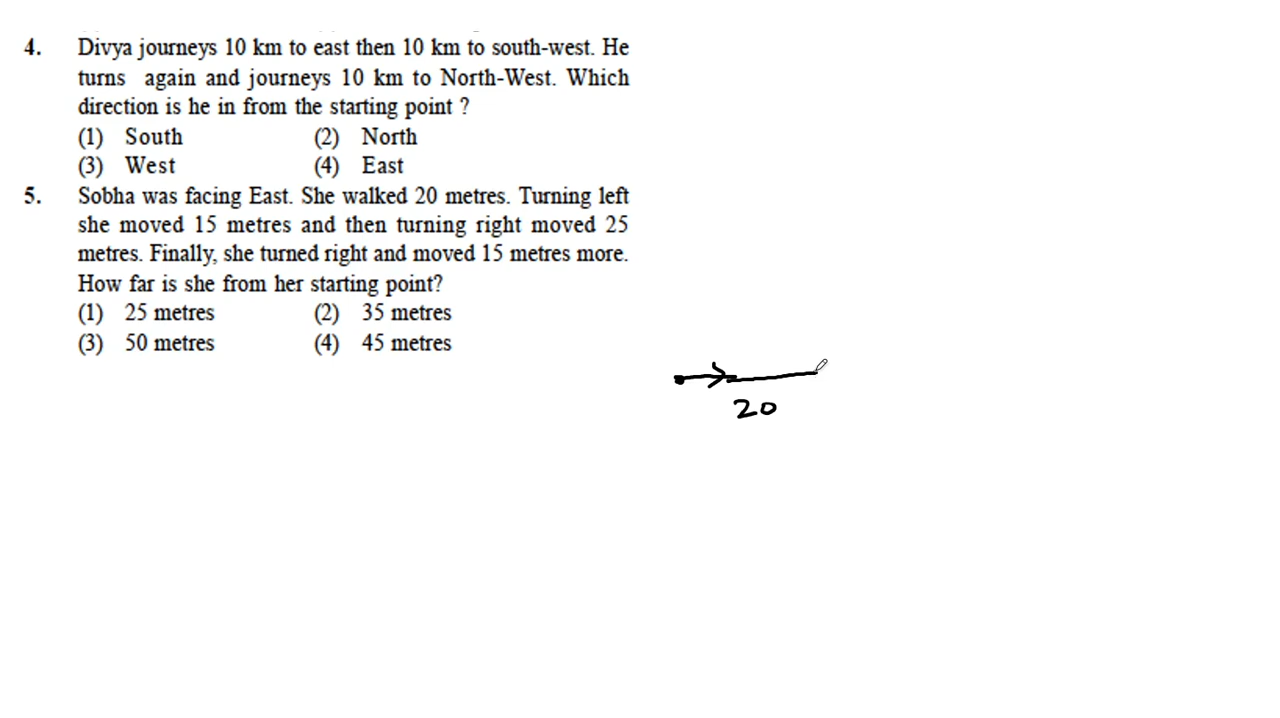 4. Divya journeys 10 km to east then 10 km to south-west. He
turns again and journeys 10 km to North-West. Which
direction is he in from the starting point ?
(1) South (2) North
(3) West (4) East
5. Sobha was facing East. She walked 20 metres. Turning left
she moved 15 metres and then turning right moved 25
metres. Finally, she turned right and moved 15 metres more.
How far is she from her starting point?
(1) 25 metres (2) 35 metres
(3) 50 metres (4) 45 metres
20